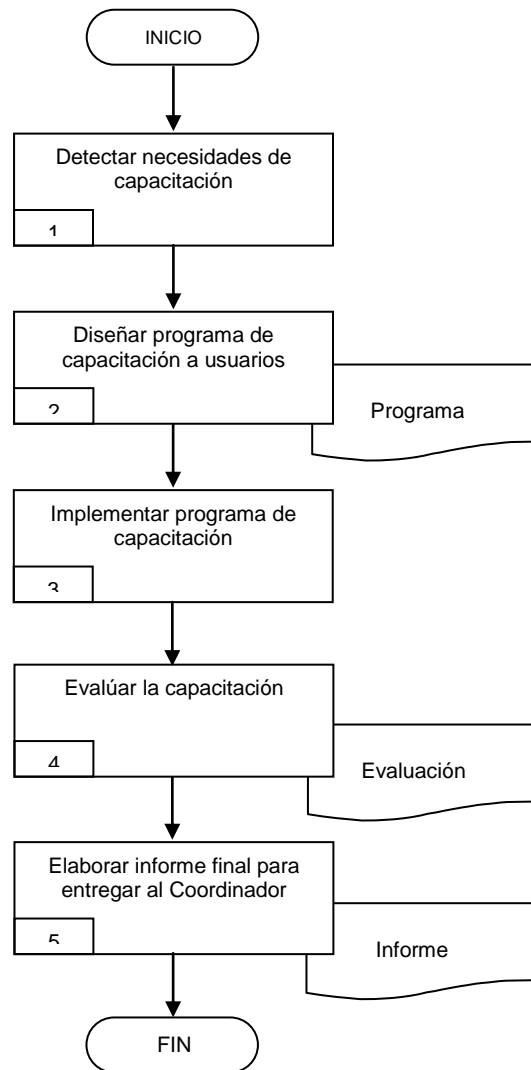 INICIO
Detectar necesidades de
capacitación
1
Diseñar programa de
capacitación a usuarios
2
Programa
Implementar programa de
capacitación
3
Evalúar la capacitación
4
Evaluación
Elaborar informe final para
entregar al Coordinador
5
Informe
FIN